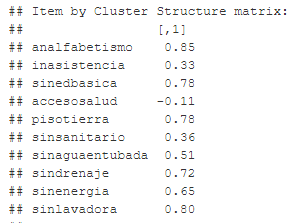 ## Item by Cluster Structure matrix:
## [,1]
## analfabetismo 0.85
## inasistencia 0.33
## sinedbasica 0.78
## accesosalud -0.11
## pisotierra 0.78
## sinsanitario 0.36
## sinaguaentubada 0.51
## sindrenaje 0.72
## sinenergia 0.65
## sinlavadora 0.80